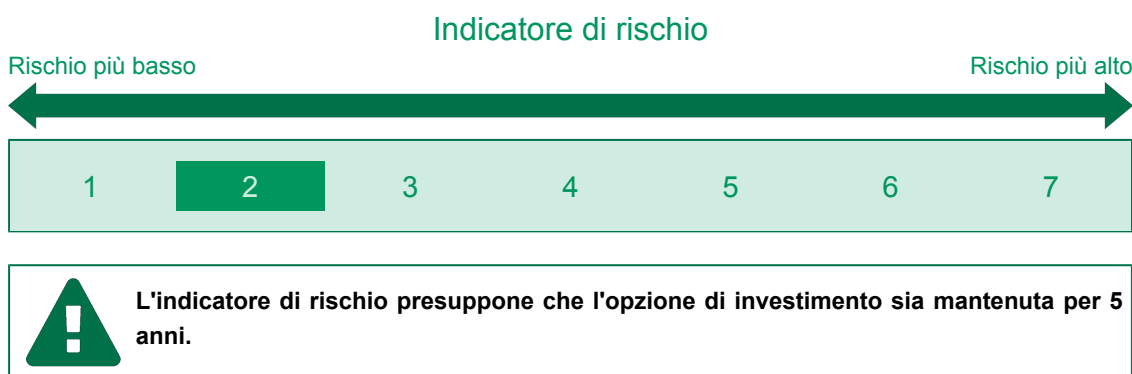 Indicatore di rischio
Rischio più basso Rischio più alto
1 2 3 4 5 6 7
L'indicatore di rischio presuppone che l'opzione di investimento sia mantenuta per 5
anni.